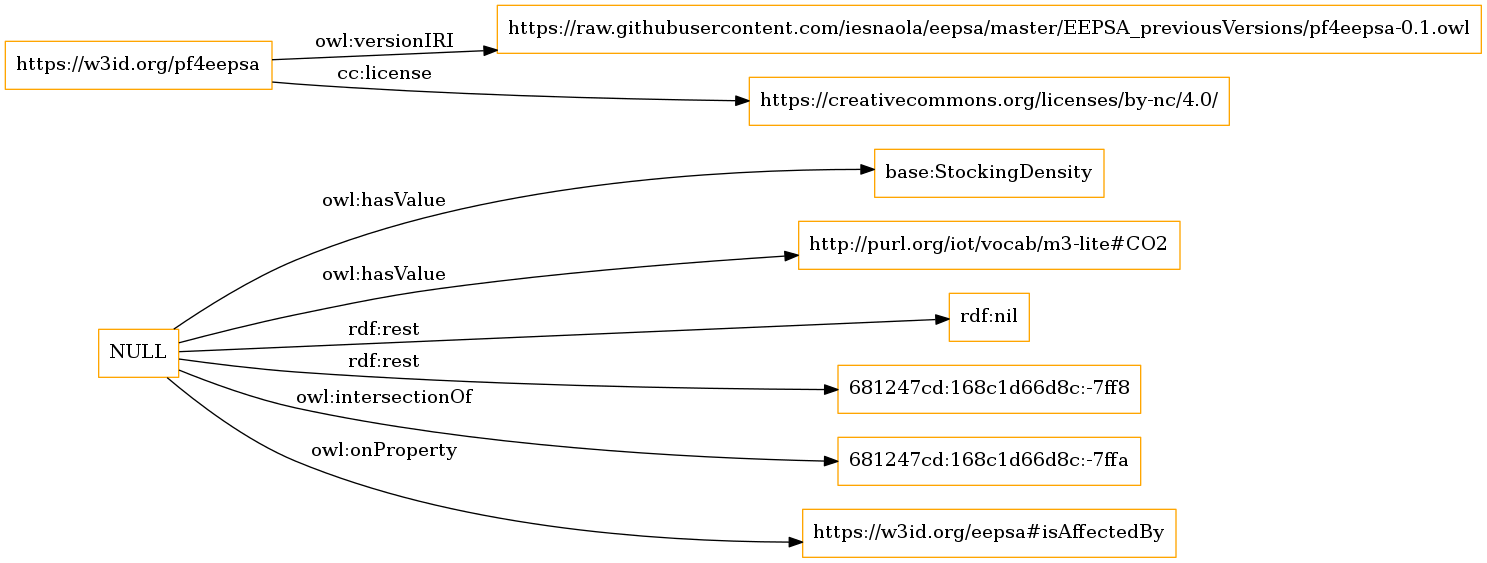 https://raw.githubusercontent.com/iesnaola/eepsa/master/EEPSA_previousVersions/pf4eepsa-0.1.owl
owl:versionIRI
https://w3id.org/pf4eepsa
cc:license
https://creativecommons.org/licenses/by-nc/4.0/
base:StockingDensity
owl:hasValue
http://purl.org/iot/vocab/m3-lite#CO2
owl:hasValue
rdf:nil
rdf:rest
NULL
rdf:rest
681247cd:168c1d66d8c:-7ff8
owl:intersectionOf
681247cd:168c1d66d8c:-7ffa
owl:onProperty
https://w3id.org/eepsa#isAffectedBy